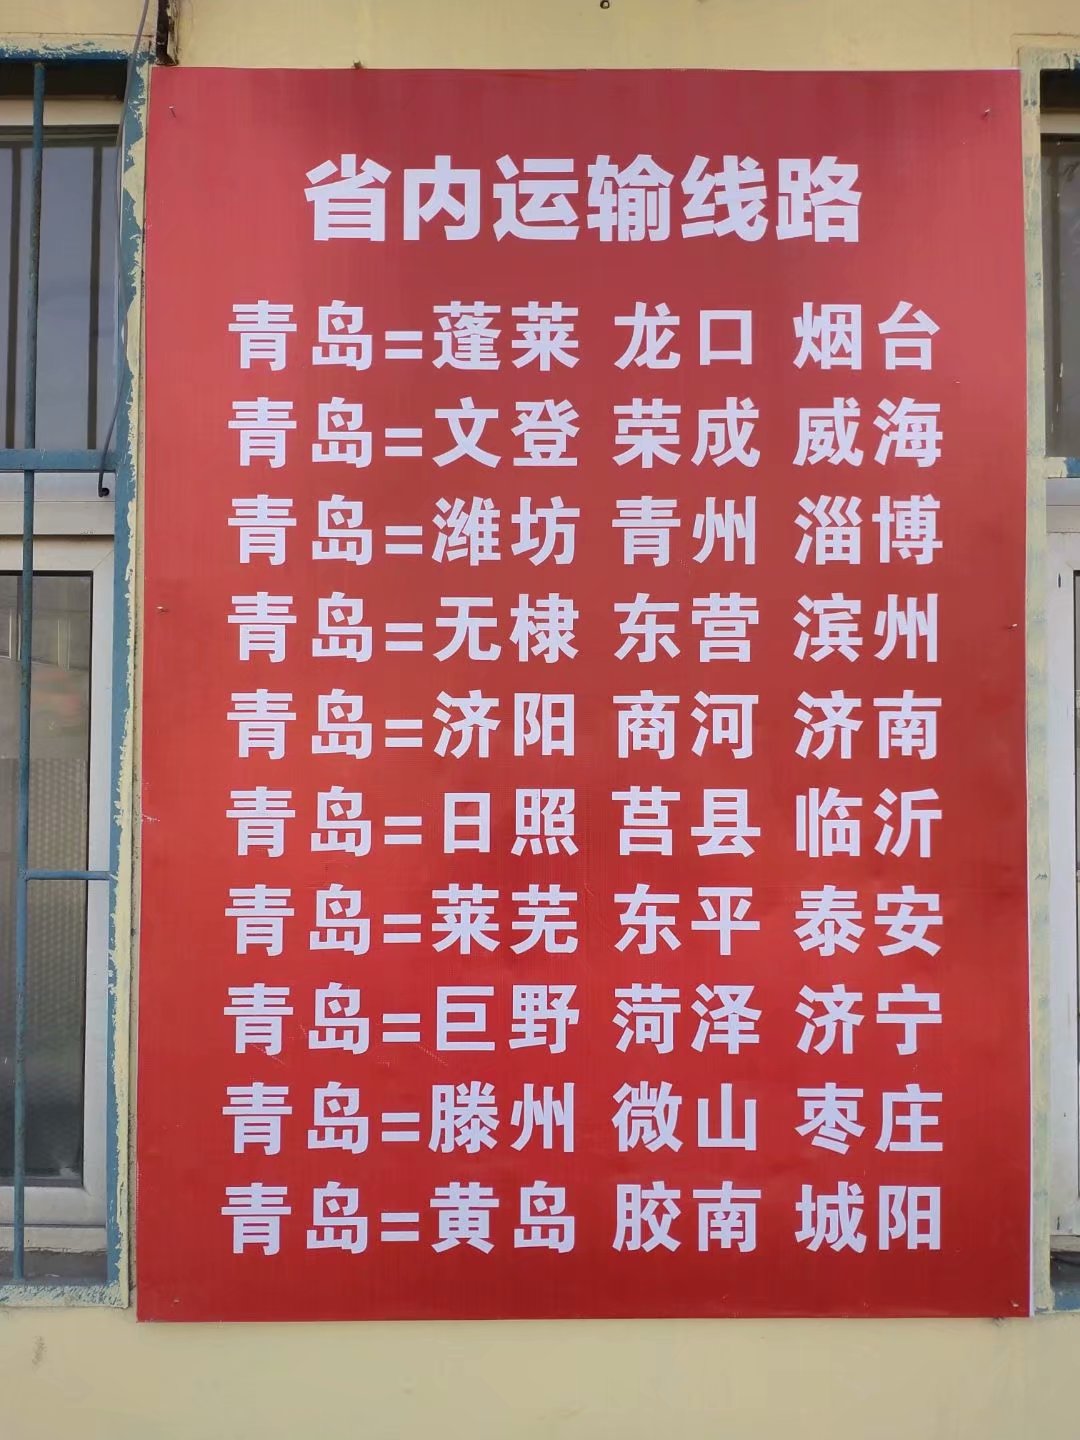 省内运输线路
青岛=蓬莱 龙口 烟台
青岛=文登 荣成 威海
青岛=潍坊 青州 淄博
青岛=无棣 东营 滨州
青岛=济阳 商河 济南
青岛=日照 莒县 临沂
青岛=莱芜 东平 泰安
青岛=巨野 菏泽 济宁
青岛=滕州 微山 枣庄
青岛=黄岛 胶南 城阳